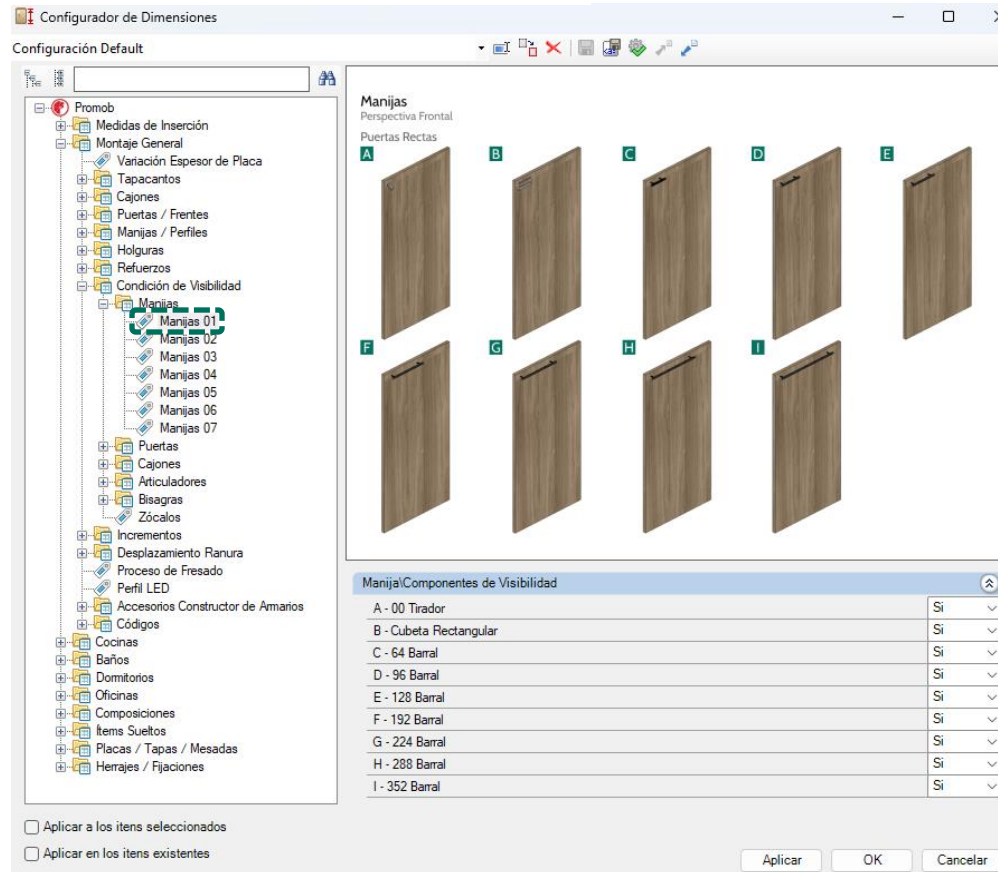 Configurador de Dimensiones
Configuración Default
Promob
Medidas de Inserción
Montaje General
Variación Espesor de Placa
Tapacantos
Cajones
Puertas / Frentes
Manijas / Perfiles
Holguras
Refuerzos
Condición de Visibilidad
Manijas
Manijas 01
Manijas 02
Manijas 03
Manijas 04
Manijas 05
Manijas 06
Manijas 07
Puertas
Cajones
Articuladores
Bisagras
Zócalos
Incrementos
Desplazamiento Ranura
Proceso de Fresado
Perfil LED
Accesorios Constructor de Armarios
Códigos
Cocinas
Baños
Dormitorios
Oficinas
Composiciones
Ítems Sueltos
Placas / Tapas / Mesadas
Herrajes / Fijaciones
Manijas
Perspectiva Frontal
Puertas Rectas
A B C D E
F G H I
Manija\Componentes de Visibilidad
A - 00 Tirador Si
B - Cubeta Rectangular Si
C - 64 Barral Si
D - 96 Barral Si
E - 128 Barral Si
F - 192 Barral Si
G - 224 Barral Si
H - 288 Barral Si
I - 352 Barral Si
Aplicar a los itens seleccionados
Aplicar en los itens existentes
Aplicar OK Cancelar